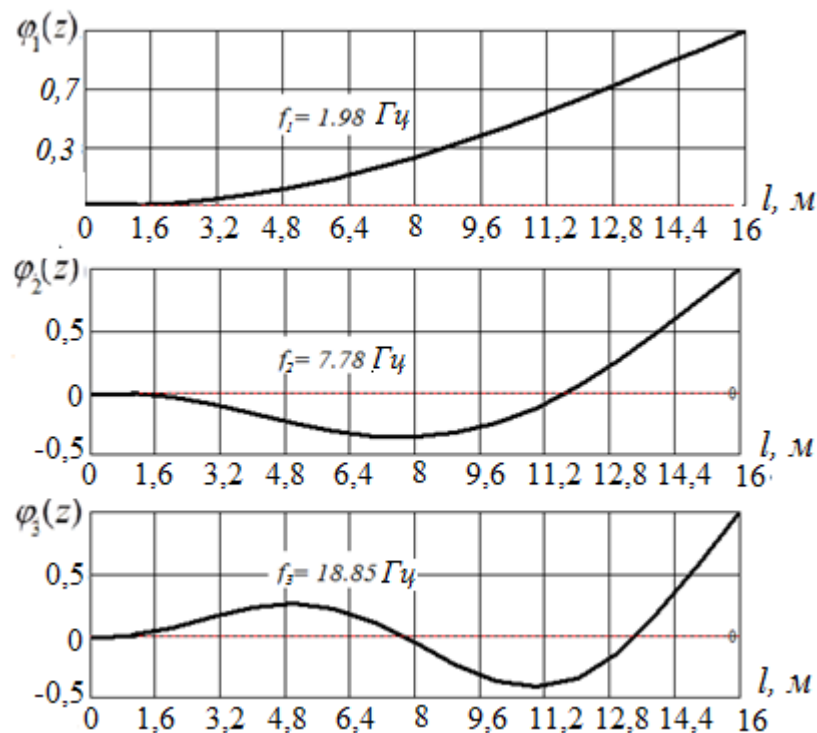 φ₁(z)
0,7
f₁= 1.98 Гц
0,3
0 1,6 3,2 4,8 6,4 8 9,6 11,2 12,8 14,4 16
l, м
φ₂(z)
0,5
f₂= 7.78 Гц
0
0
-0,5
0 1,6 3,2 4,8 6,4 8 9,6 11,2 12,8 14,4 16
l, м
φ₃(z)
0,5
f₃= 18.85 Гц
0
0
-0,5
0 1,6 3,2 4,8 6,4 8 9,6 11,2 12,8 14,4 16
l, м